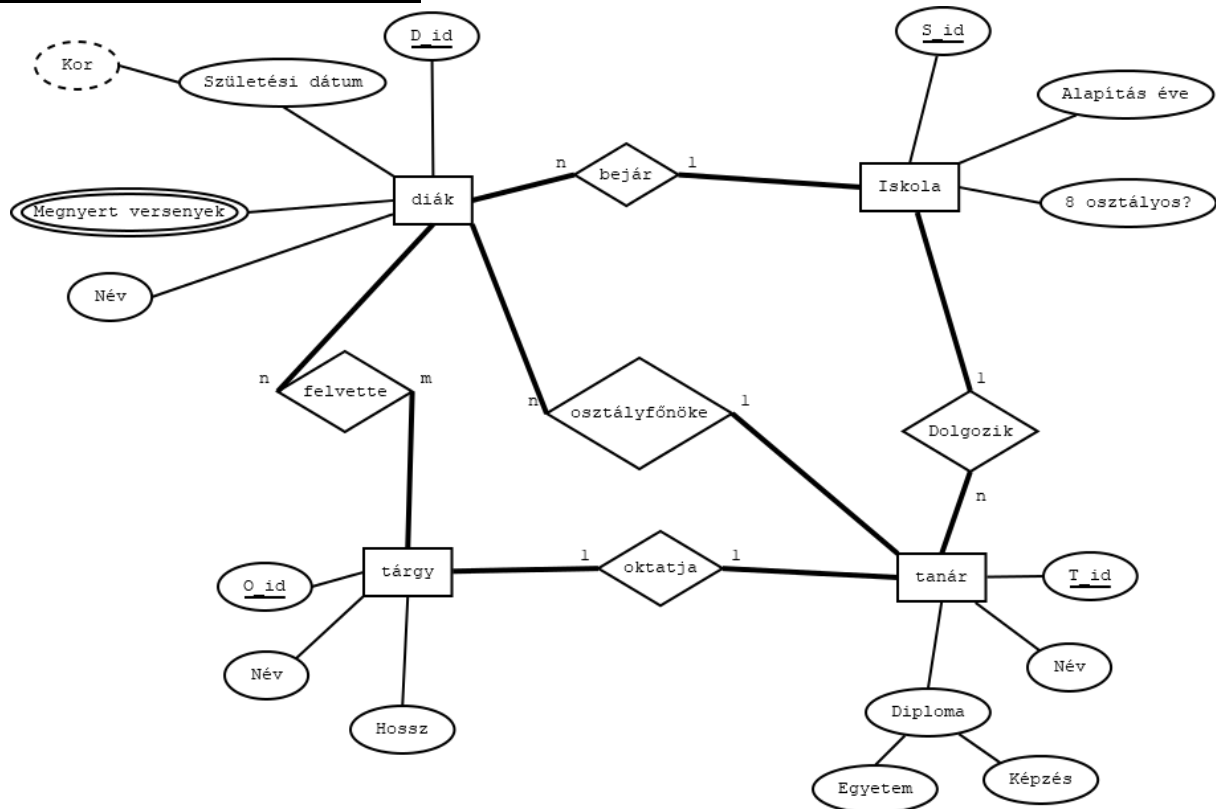 D_id
S_id
Kor
Születési dátum
Alapítás éve
n
bejár
1
diák
Iskola
Megnyert versenyek
8 osztályos?
Név
n
felvette
m
n
osztályfőnöke
1
1
Dolgozik
n
tárgy
1
oktatja
1
tanár
O_id
T_id
Név
Név
Hossz
Diploma
Egyetem
Képzés